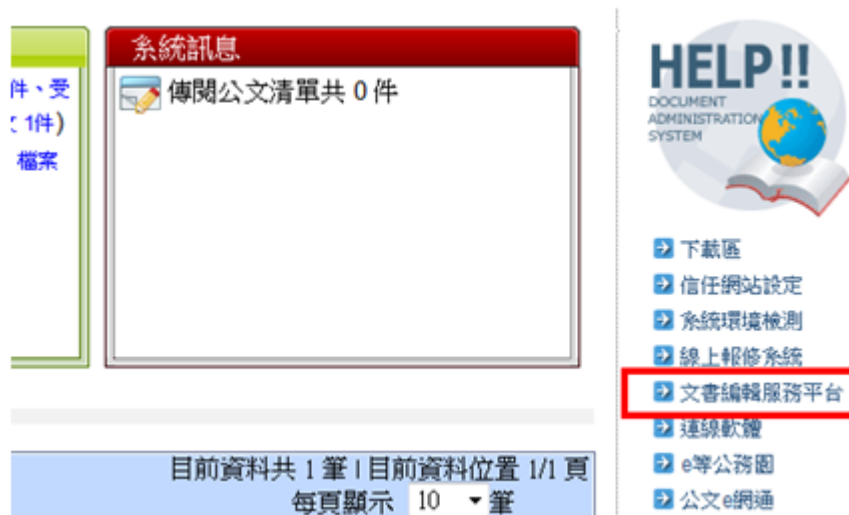 系統訊息
傳閱公文清單共 0 件
件、受
文 1件)
檔案
HELP!!
DOCUMENT
ADMINISTRATION
SYSTEM
下載區
信任網站設定
系統環境檢測
線上報修系統
文書編輯服務平台
連線軟體
e等公務園
公文e網通
目前資料共 1 筆 | 目前資料位置 1/1 頁
每頁顯示 10 筆